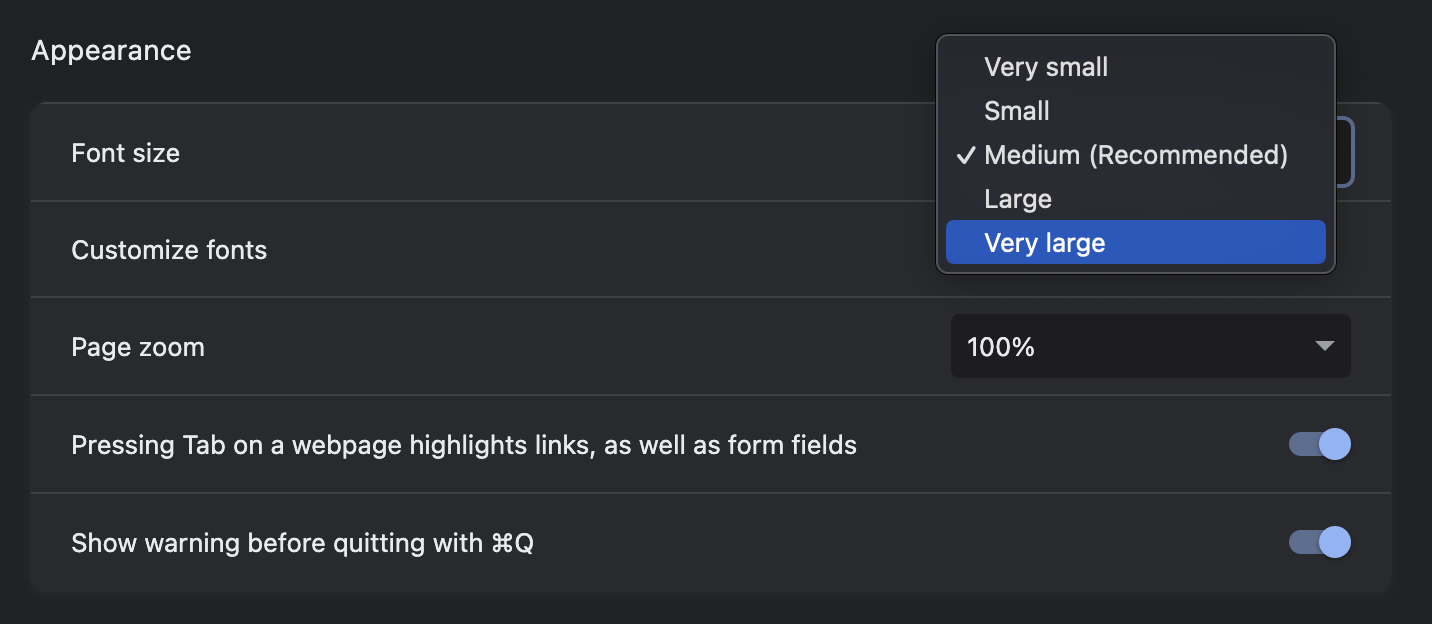 Appearance
Font size
Very small
Small
✓ Medium (Recommended)
Large
Very large
Customize fonts
Page zoom
100%
Pressing Tab on a webpage highlights links, as well as form fields
Show warning before quitting with ⌘Q